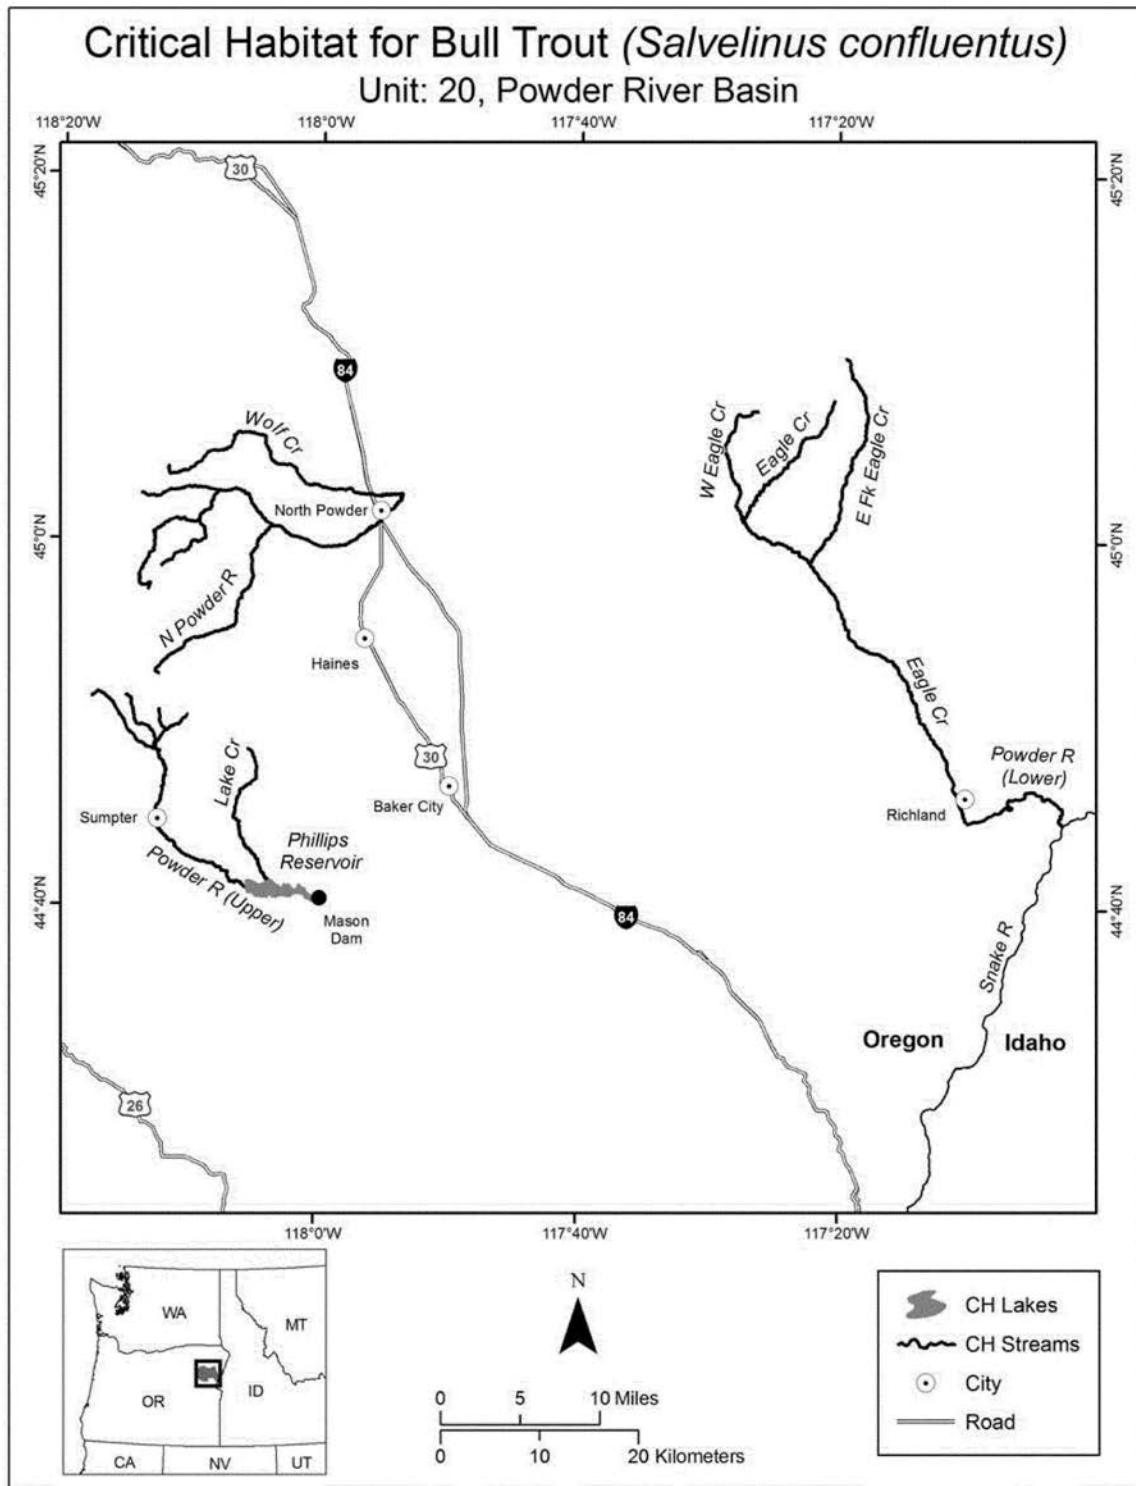 Critical Habitat for Bull Trout (Salvelinus confluentus)
Unit: 20, Powder River Basin
118°20'W
118°0'W
117°40'W
117°20'W
45°20'N
45°20'N
30
84
Wolf Cr
W Eagle Cr
Eagle Cr
E Fk Eagle Cr
North Powder
45°0'N
45°0'N
N Powder R
Haines
Eagle Cr
Lake Cr
30
Powder R
(Lower)
Baker City
Richland
Sumpter
Phillips
Reservoir
Powder R (Upper)
Mason
Dam
44°40'N
44°40'N
84
Snake R
Oregon
Idaho
26
118°0'W
117°40'W
117°20'W
WA
MT
OR
ID
CA
NV
UT
N
0
5
10 Miles
0
10
20 Kilometers
CH Lakes
CH Streams
City
Road